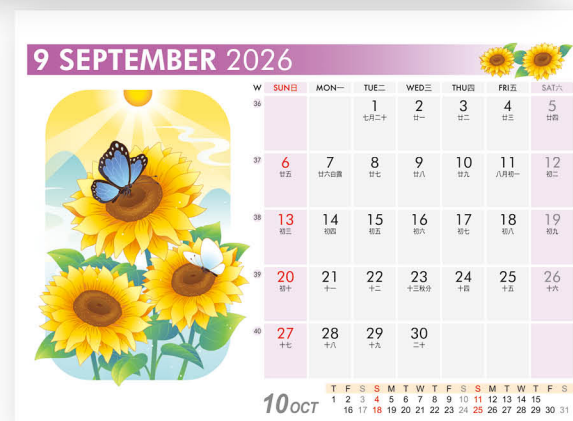 9 SEPTEMBER 2026
W SUN日 MON一 TUE二 WED三 THU四 FRI五 SAT六
36 1 2 3 4 5
七月二十 廿一 廿二 廿三 廿四
37 6 7 8 9 10 11 12
廿五 廿六白露 廿七 廿八 廿九 八月初一 初二
38 13 14 15 16 17 18 19
初三 初四 初五 初六 初七 初八 初九
39 20 21 22 23 24 25 26
初十 十一 十二 十三秋分 十四 十五 十六
40 27 28 29 30
十七 十八 十九 二十
10 OCT
T F S S M T W T F S S M T W T F S
1 2 3 4 5 6 7 8 9 10 11 12 13 14 15
16 17 18 19 20 21 22 23 24 25 26 27 28 29 30 31